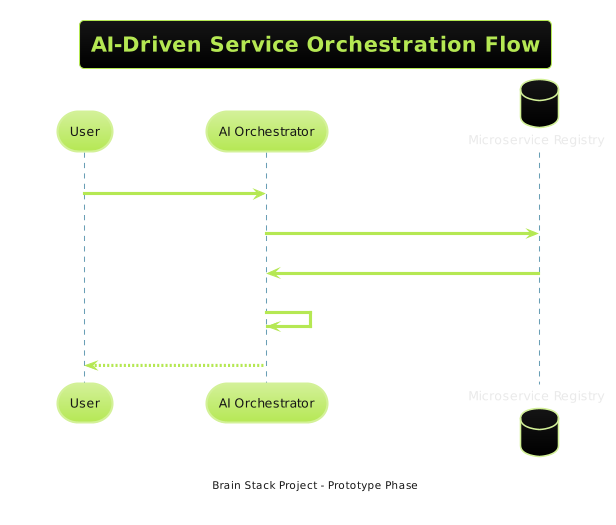 AI-Driven Service Orchestration Flow
User
AI Orchestrator
Microservice Registry
User
AI Orchestrator
Microservice Registry
Brain Stack Project - Prototype Phase